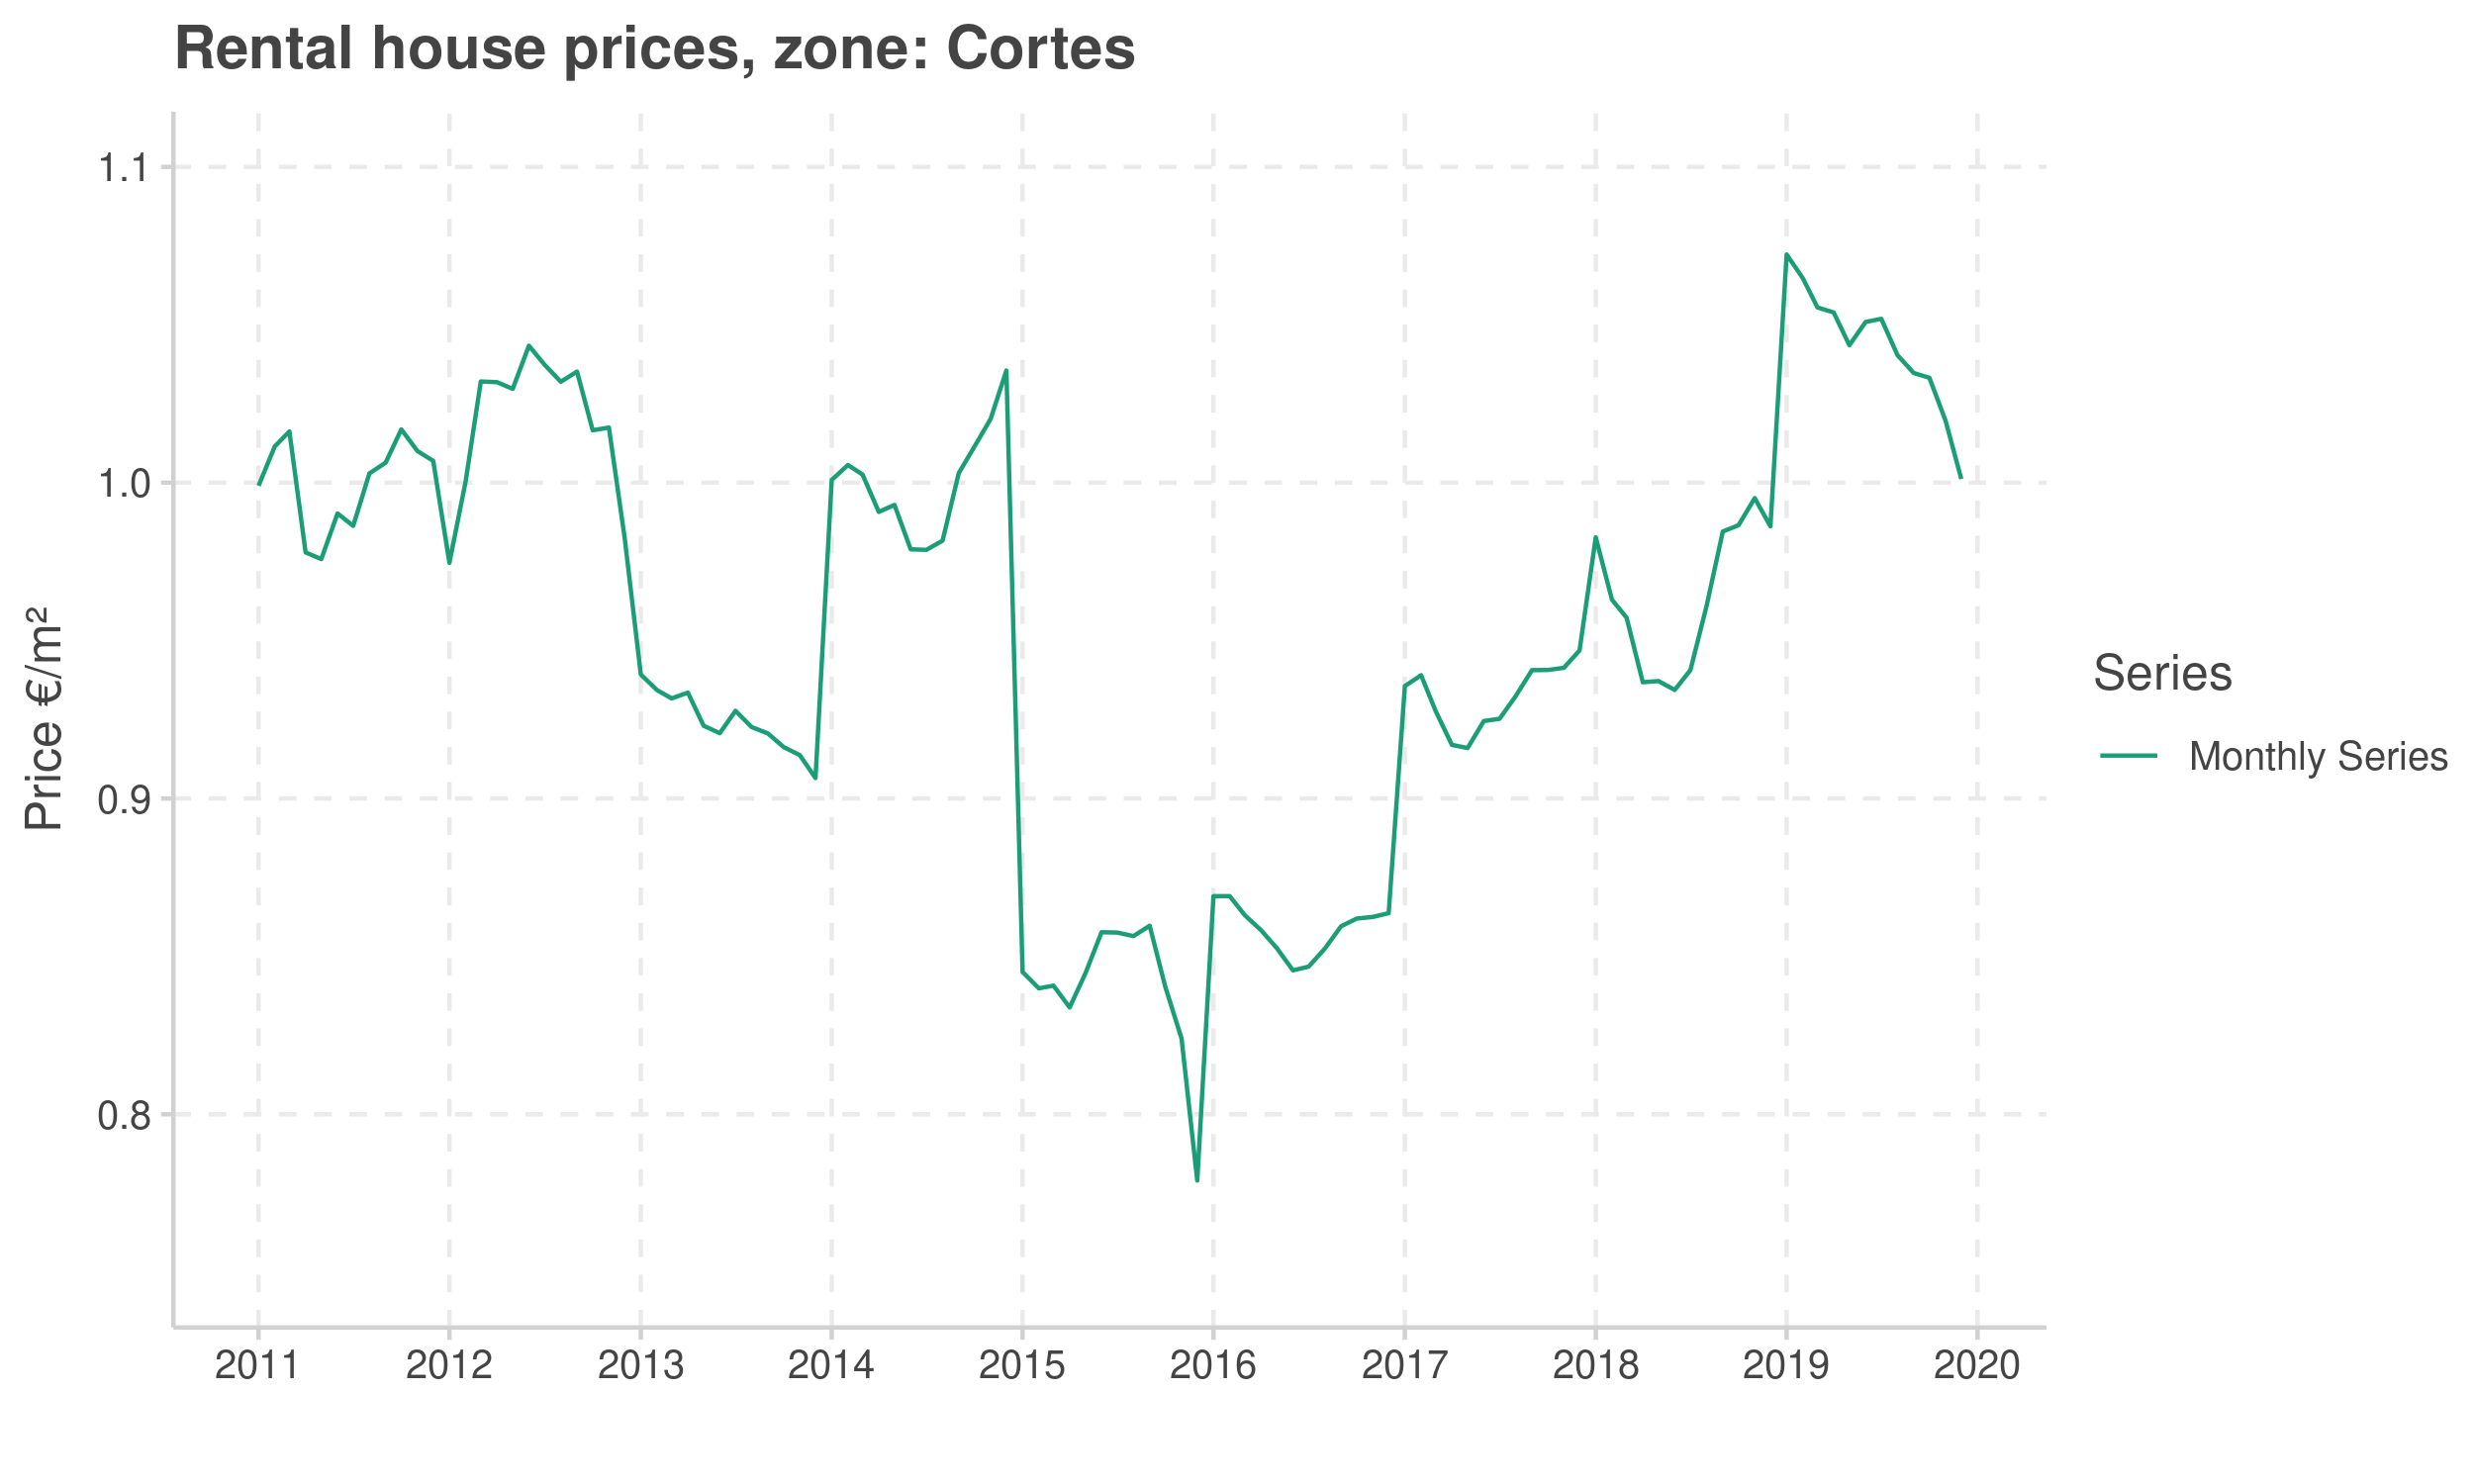 Rental house prices, zone: Cortes
Price €/m²
1.1
1.0
0.9
0.8
2011 2012 2013 2014 2015 2016 2017 2018 2019 2020
Series
Monthly Series